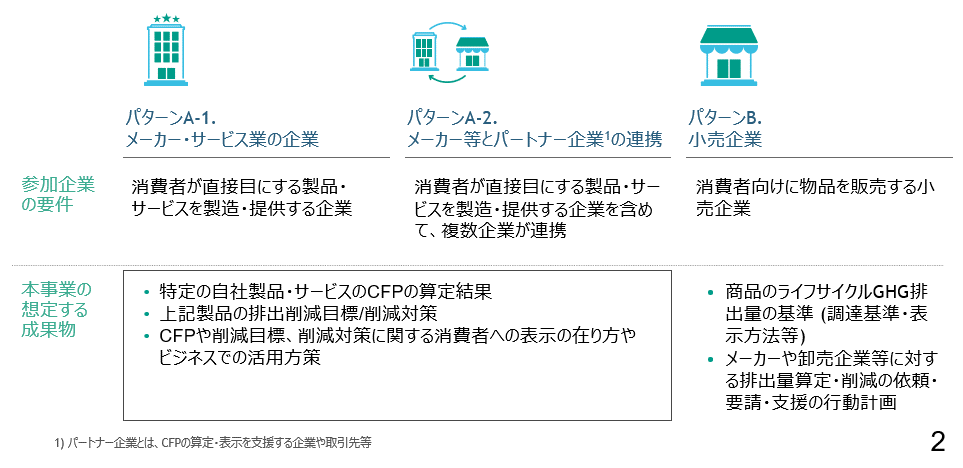 パターンA-1.
メーカー・サービス業の企業
パターンA-2.
メーカー等とパートナー企業1の連携
パターンB.
小売企業
参加企業
の要件
消費者が直接目にする製品・
サービスを製造・提供する企業
消費者が直接目にする製品・サー
ビスを製造・提供する企業を含め
て、複数企業が連携
消費者向けに物品を販売する小
売企業
本事業の
想定する
成果物
• 特定の自社製品・サービスのCFPの算定結果
• 上記製品の排出削減目標/削減対策
• CFPや削減目標、削減対策に関する消費者への表示の在り方や
ビジネスでの活用方策
• 商品のライフサイクルGHG排
出量の基準 (調達基準・表
示方法等)
• メーカーや卸売企業等に対す
る排出量算定・削減の依頼・
要請・支援の行動計画
1) パートナー企業とは、CFPの算定・表示を支援する企業や取引先等
2